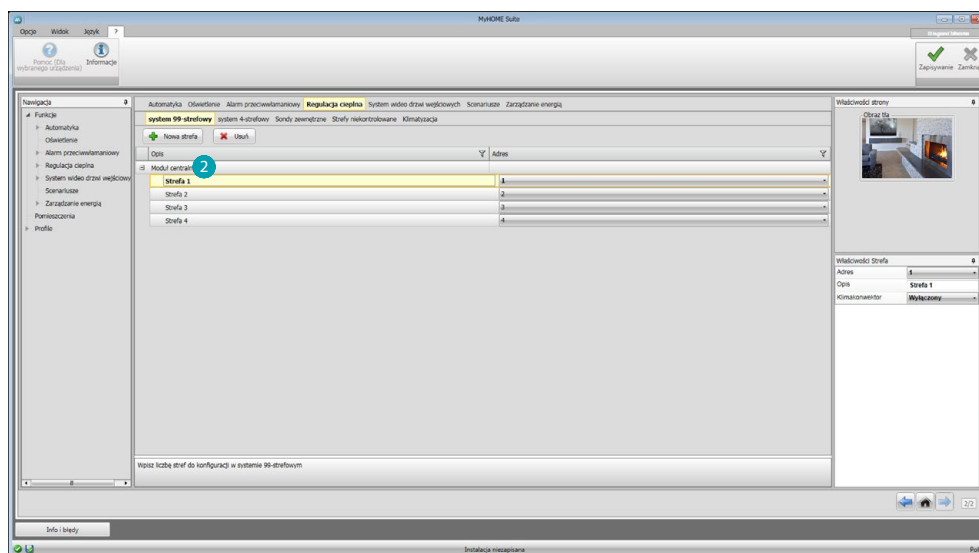 MyHOME Suite
Opcje Widok Język ?
Pomoc (Dla wybranego urządzenia)
Informacje
Zapisywanie
Nawigacja
Funkcje
Automatyka
Oświetlenie
Alarm przeciwwłamaniowy
Regulacja cieplna
System wideo drzwi wejściowy
Scenariusze
Zarządzanie energią
Pomieszczenia
Profile
Automatyka Oświetlenie Alarm przeciwwłamaniowy Regulacja cieplna System wideo drzwi wejściowych Scenariusze Zarządzanie energią
system 99-strefowy system 4-strefowy Sondy zewnętrzne Strefy niekontrolowane Klimatyzacja
Nowa strefa Usuń
Opis Adres
Moduł 2
Strefa 1 1
Strefa 2 2
Strefa 3 3
Strefa 4 4
Wpisz liczbę stref do konfiguracji w systemie 99-strefowym
Właściwości strony
Obraz tła
Właściwości Strefa
Adres 1
Opis Strefa 1
Klimakonwektor Wyłączony
2/2
Info i błędy
Instalacja niezapisana